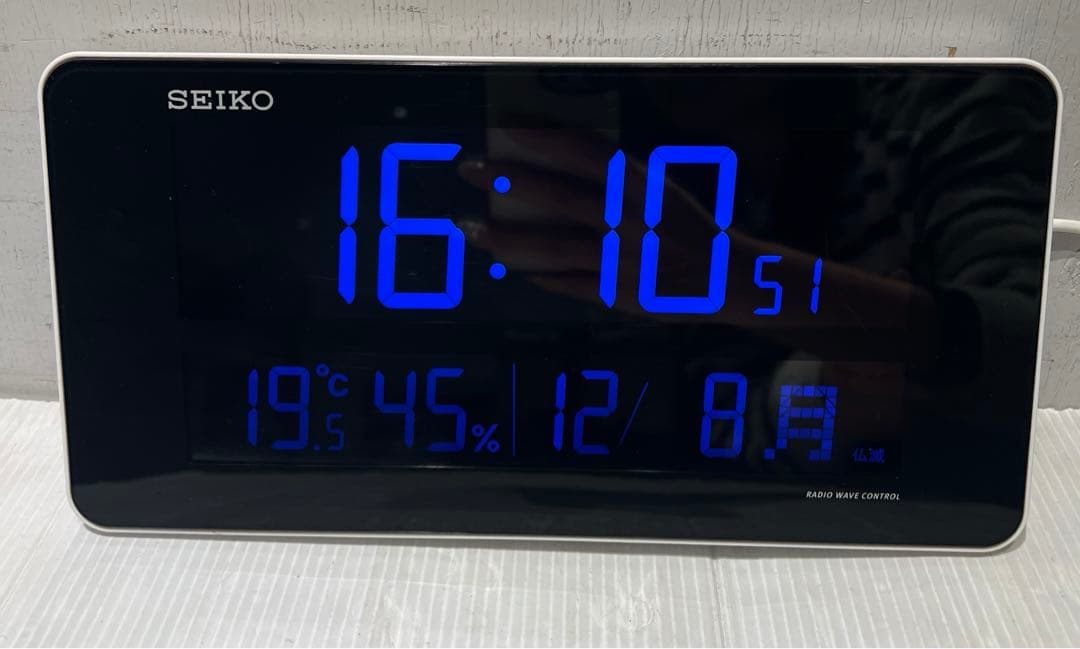 SEIKO
16:10 51
19.5℃ 45% 12/ 8.月 仏滅
RADIO WAVE CONTROL